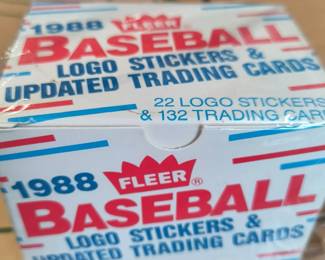 1988 FLEER
BASEBALL
LOGO STICKERS &
UPDATED TRADING CARDS
22 LOGO STICKERS
& 132 TRADING CARDS
1988 FLEER®
BASEBALL
LOGO STICKERS &
UPDATED TRADING CARDS